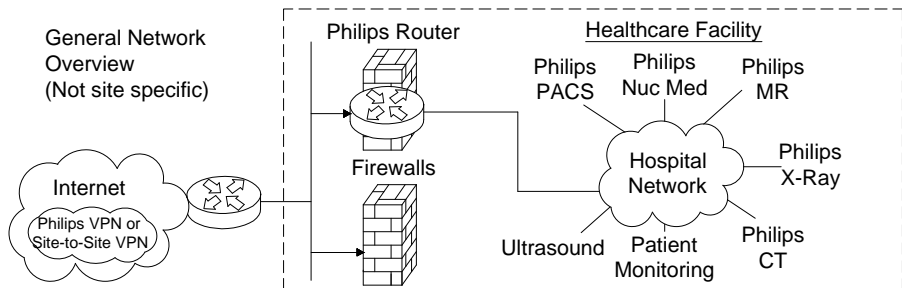 General Network
Overview
(Not site specific)
Philips Router
Healthcare Facility
Philips
PACS
Philips
Nuc Med
Philips
MR
Firewalls
Internet
Philips VPN or
Site-to-Site VPN
Hospital
Network
Philips
X-Ray
Ultrasound
Patient
Monitoring
Philips
CT